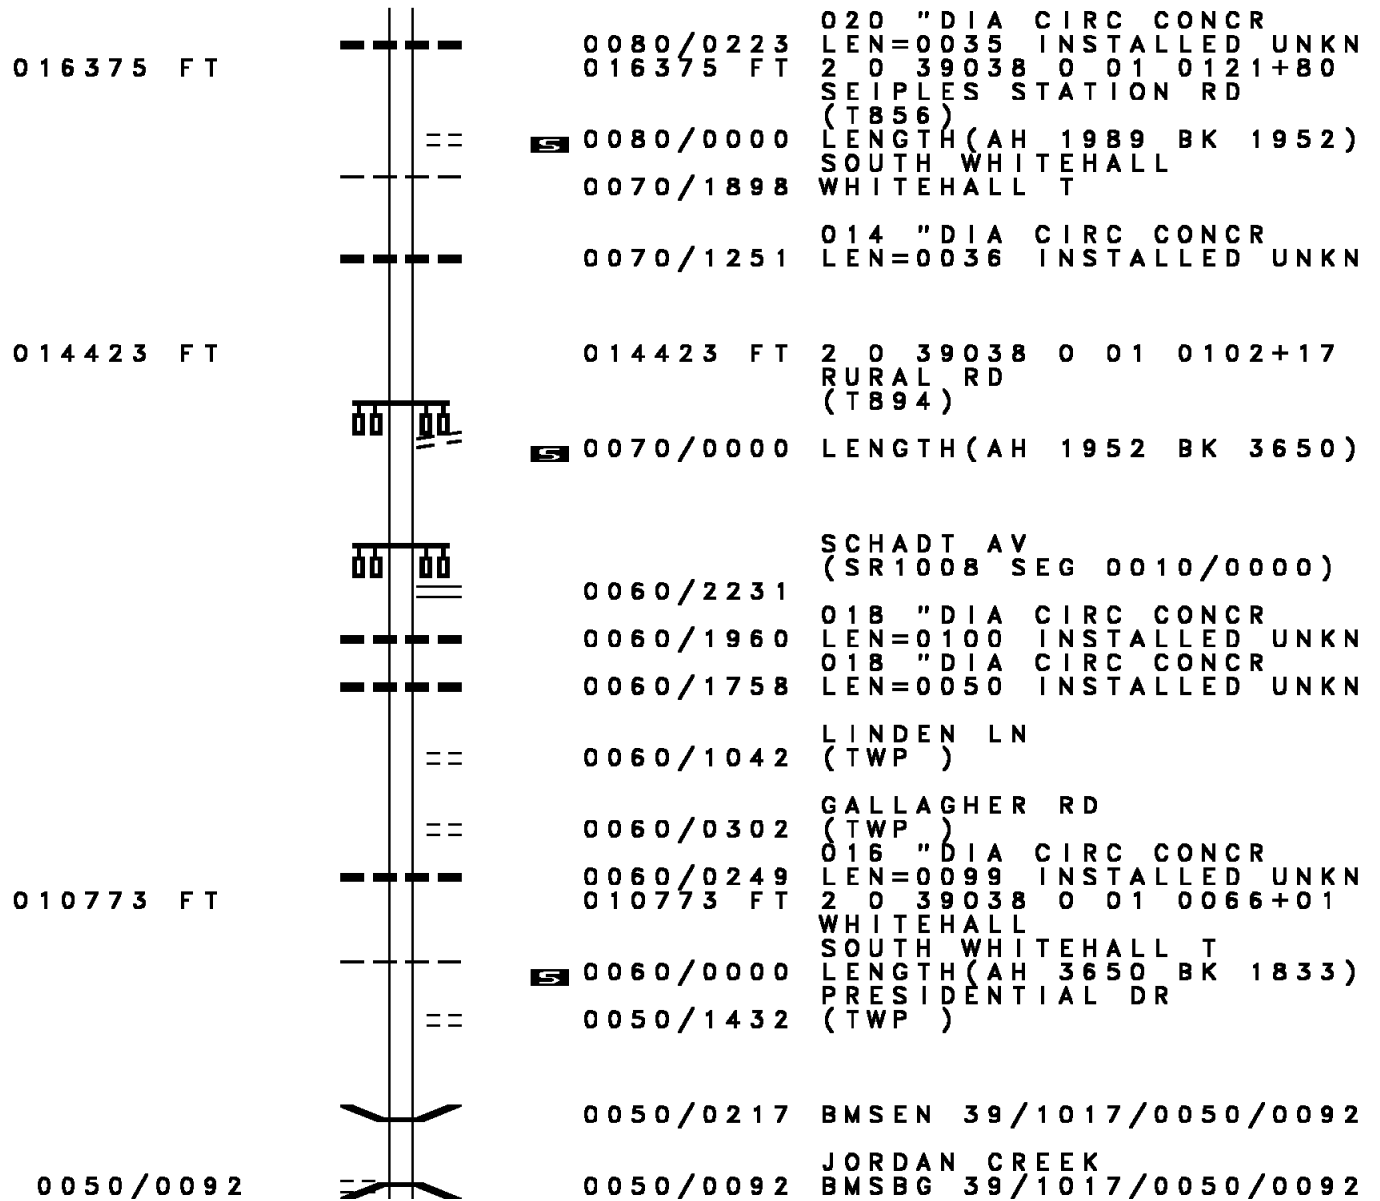 020 "DIA CIRC CONCR
0080/0223 LEN=0035 INSTALLED UNKN
016375 FT 016375 FT 2 0 39038 0 01 0121+80
SEIPLES STATION RD
(T856)
S 0080/0000 LENGTH(AH 1989 BK 1952)
SOUTH WHITEHALL
0070/1898 WHITEHALL T
014 "DIA CIRC CONCR
0070/1251 LEN=0036 INSTALLED UNKN
014423 FT 014423 FT 2 0 39038 0 01 0102+17
RURAL RD
(T894)
S 0070/0000 LENGTH(AH 1952 BK 3650)
SCHADT AV
(SR1008 SEG 0010/0000)
0060/2231
018 "DIA CIRC CONCR
0060/1960 LEN=0100 INSTALLED UNKN
018 "DIA CIRC CONCR
0060/1758 LEN=0050 INSTALLED UNKN
LINDEN LN
0060/1042 (TWP )
GALLAGHER RD
0060/0302 (TWP )
016 "DIA CIRC CONCR
0060/0249 LEN=0099 INSTALLED UNKN
010773 FT 010773 FT 2 0 39038 0 01 0066+01
WHITEHALL
SOUTH WHITEHALL T
S 0060/0000 LENGTH(AH 3650 BK 1833)
PRESIDENTIAL DR
0050/1432 (TWP )
0050/0217 BMSEN 39/1017/0050/0092
JORDAN CREEK
0050/0092 0050/0092 BMSBG 39/1017/0050/0092